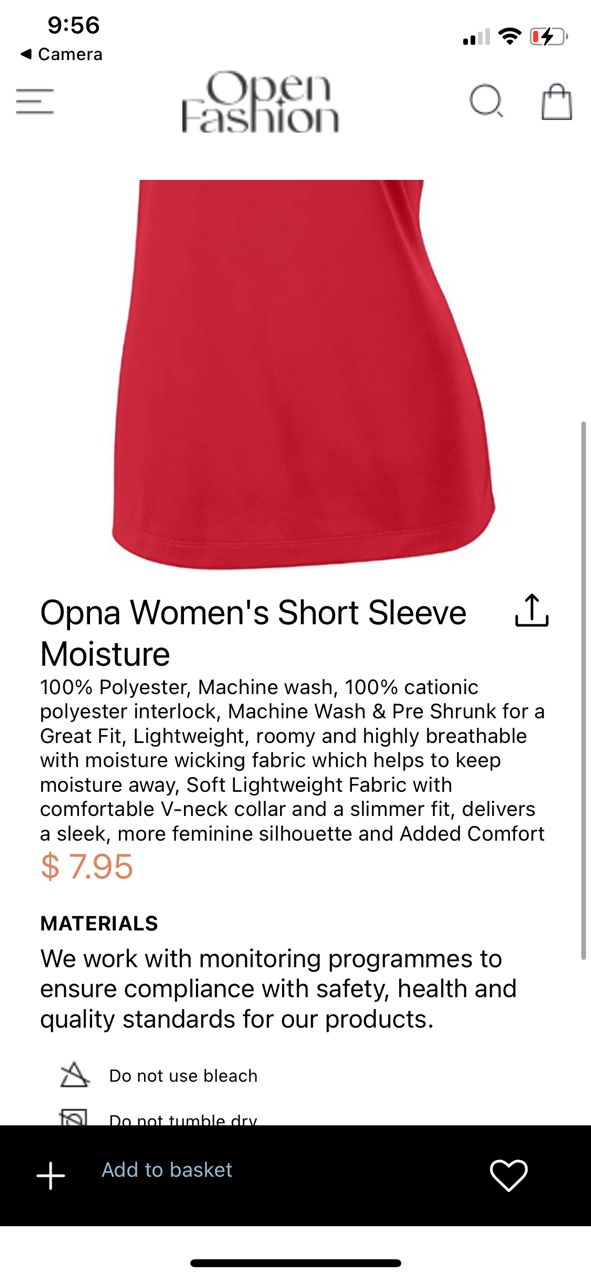 9:56
Camera
Open
Fashion
Opna Women's Short Sleeve
Moisture
100% Polyester, Machine wash, 100% cationic
polyester interlock, Machine Wash & Pre Shrunk for a
Great Fit, Lightweight, roomy and highly breathable
with moisture wicking fabric which helps to keep
moisture away, Soft Lightweight Fabric with
comfortable V-neck collar and a slimmer fit, delivers
a sleek, more feminine silhouette and Added Comfort
$ 7.95
MATERIALS
We work with monitoring programmes to
ensure compliance with safety, health and
quality standards for our products.
Do not use bleach
Do not tumble dry
Add to basket